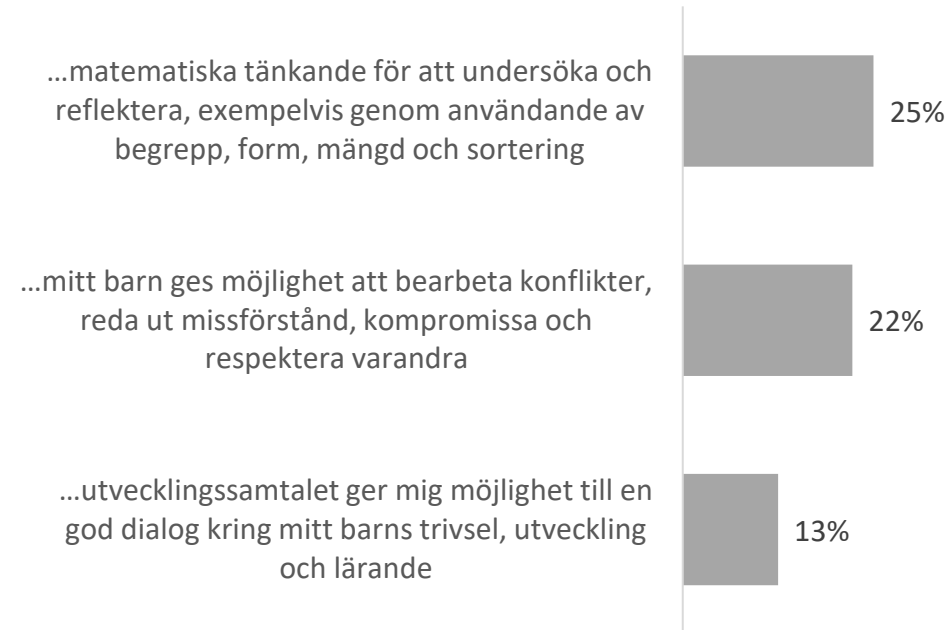 …matematiska tänkande för att undersöka och
reflektera, exempelvis genom användande av
begrepp, form, mängd och sortering
25%
…mitt barn ges möjlighet att bearbeta konflikter,
reda ut missförstånd, kompromissa och
respektera varandra
22%
…utvecklingssamtalet ger mig möjlighet till en
god dialog kring mitt barns trivsel, utveckling
och lärande
13%